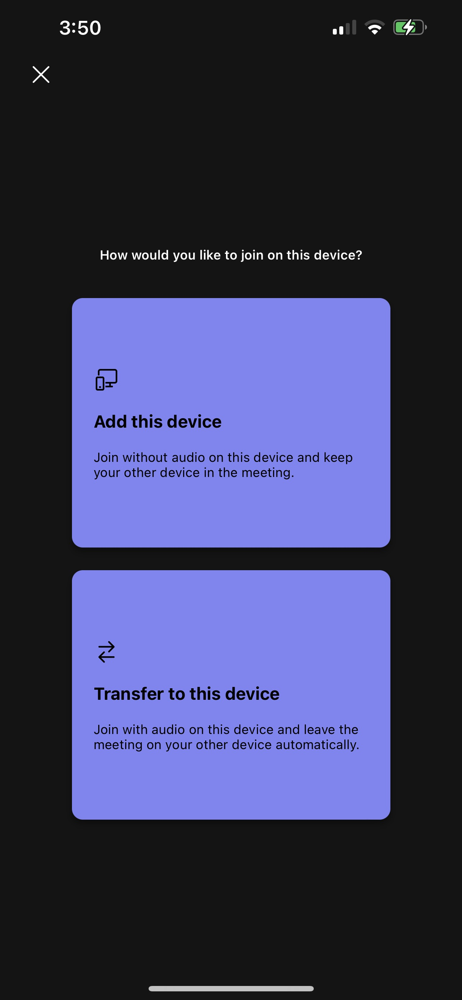 3:50
How would you like to join on this device?
Add this device
Join without audio on this device and keep
your other device in the meeting.
Transfer to this device
Join with audio on this device and leave the
meeting on your other device automatically.